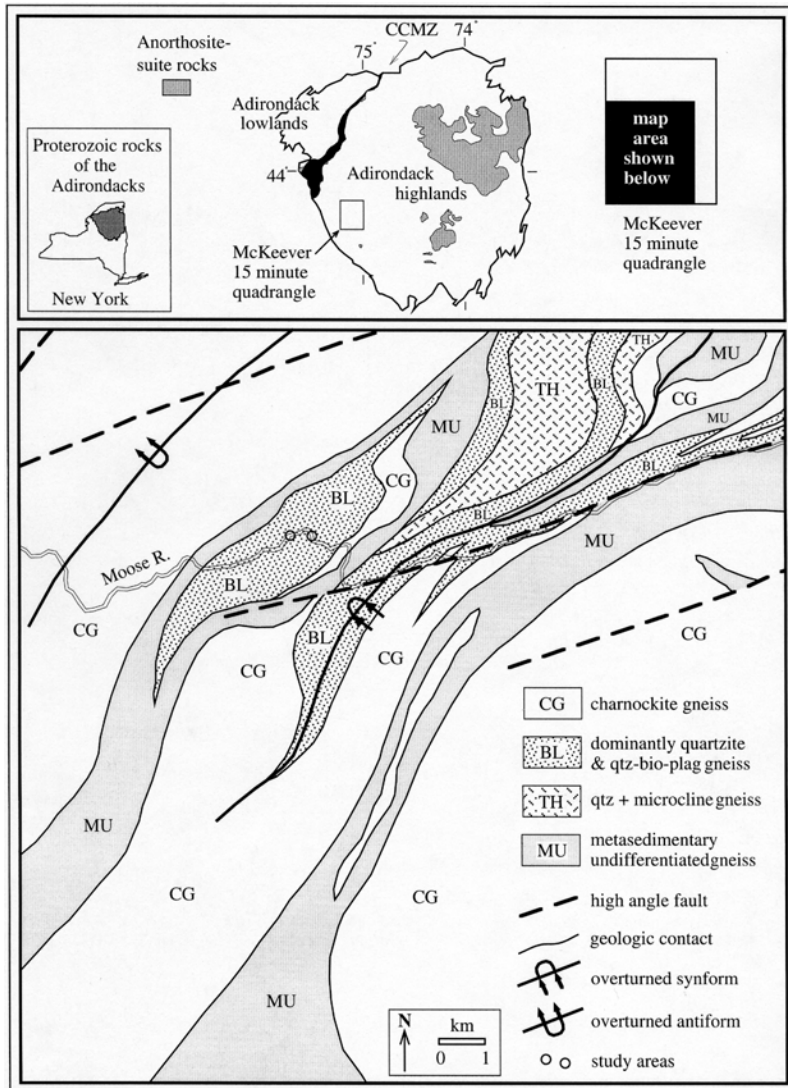 Anorthosite-
suite rocks
75°
CCMZ
74°
Adirondack
lowlands
44°
Adirondack
highlands
McKeever
15 minute
quadrangle
Proterozoic rocks
of the
Adirondacks
New York
map
area
shown
below
McKeever
15 minute
quadrangle
TH
MU
BL
TH
BL
CG
MU
MU
BL
CG
BL
BL
MU
Moose R.
BL
CG
BL
CG
CG
CG
MU
CG
CG
MU
CG charnockite gneiss
BL dominantly quartzite
& qtz-bio-plag gneiss
TH qtz + microcline gneiss
MU metasedimentary
undifferentiated gneiss
high angle fault
geologic contact
overturned synform
overturned antiform
study areas
N
km
0 1